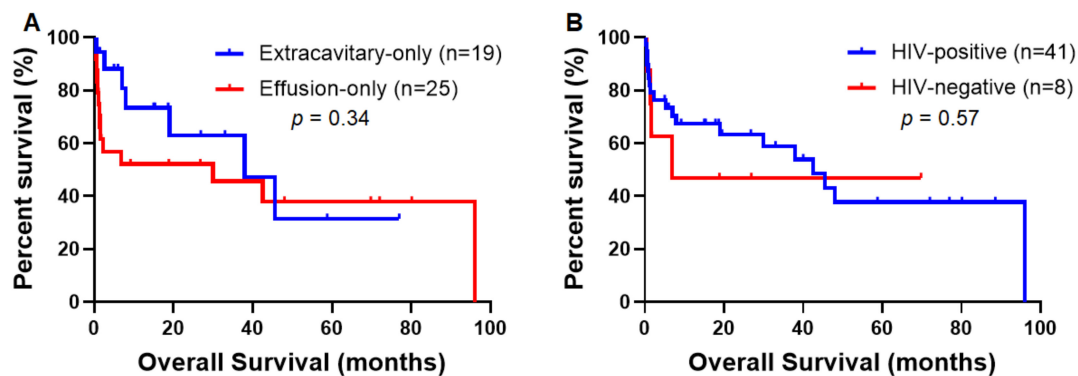 A
Percent survival (%)
100
80
60
40
20
0
Extracavitary-only (n=19)
Effusion-only (n=25)
p = 0.34
0 20 40 60 80 100
Overall Survival (months)
B
Percent survival (%)
100
80
60
40
20
0
HIV-positive (n=41)
HIV-negative (n=8)
p = 0.57
0 20 40 60 80 100
Overall Survival (months)